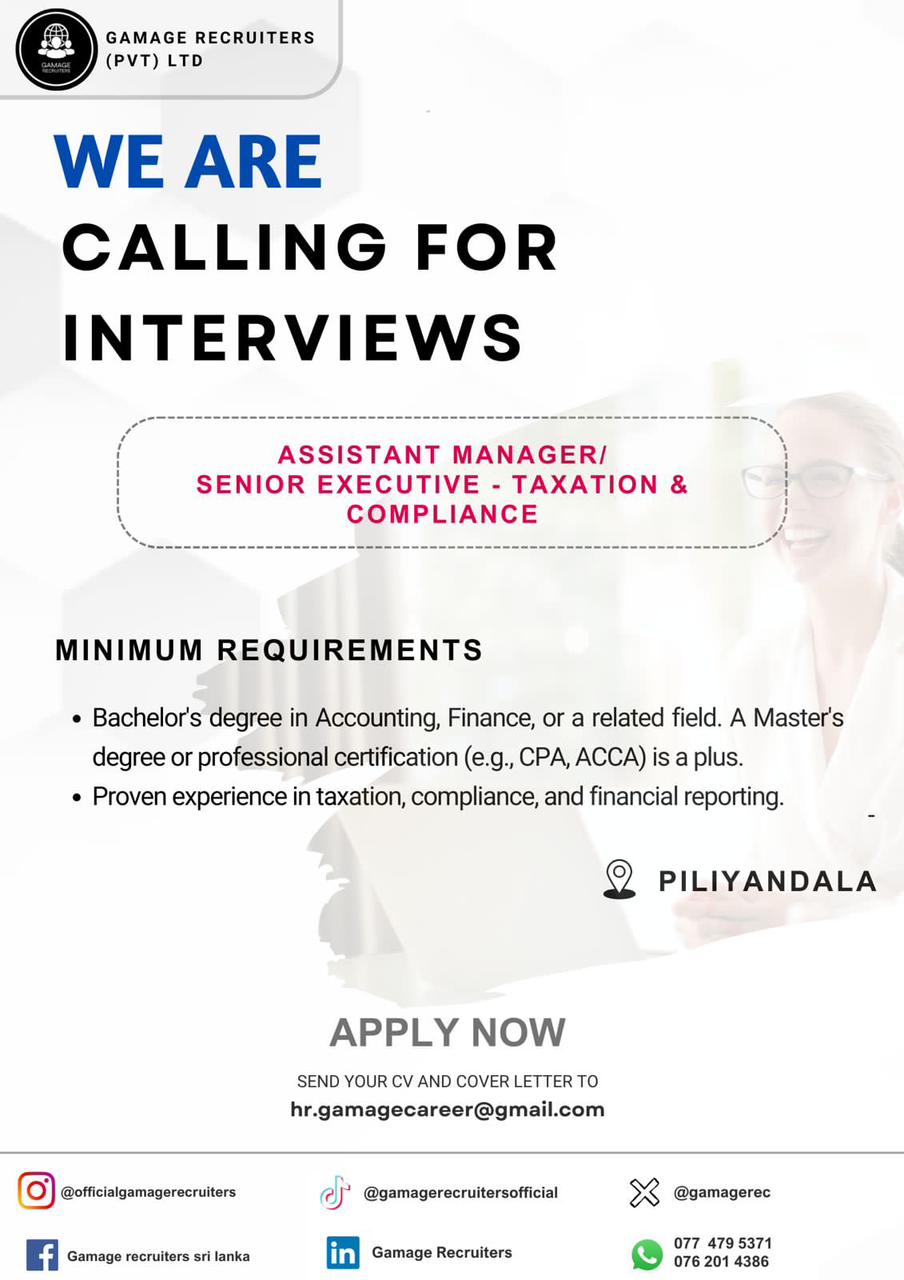 GAMAGE RECRUITERS
(PVT) LTD
GAMAGE
RECRUITERS
WE ARE
CALLING FOR
INTERVIEWS
ASSISTANT MANAGER/
SENIOR EXECUTIVE - TAXATION &
COMPLIANCE
MINIMUM REQUIREMENTS
• Bachelor's degree in Accounting, Finance, or a related field. A Master's
degree or professional certification (e.g., CPA, ACCA) is a plus.
• Proven experience in taxation, compliance, and financial reporting.
-
PILIYANDALA
APPLY NOW
SEND YOUR CV AND COVER LETTER TO
hr.gamagecareer@gmail.com
@officialgamagerecruiters
@gamagerecruitersofficial
@gamagerec
Gamage recruiters sri lanka
in Gamage Recruiters
077 479 5371
076 201 4386